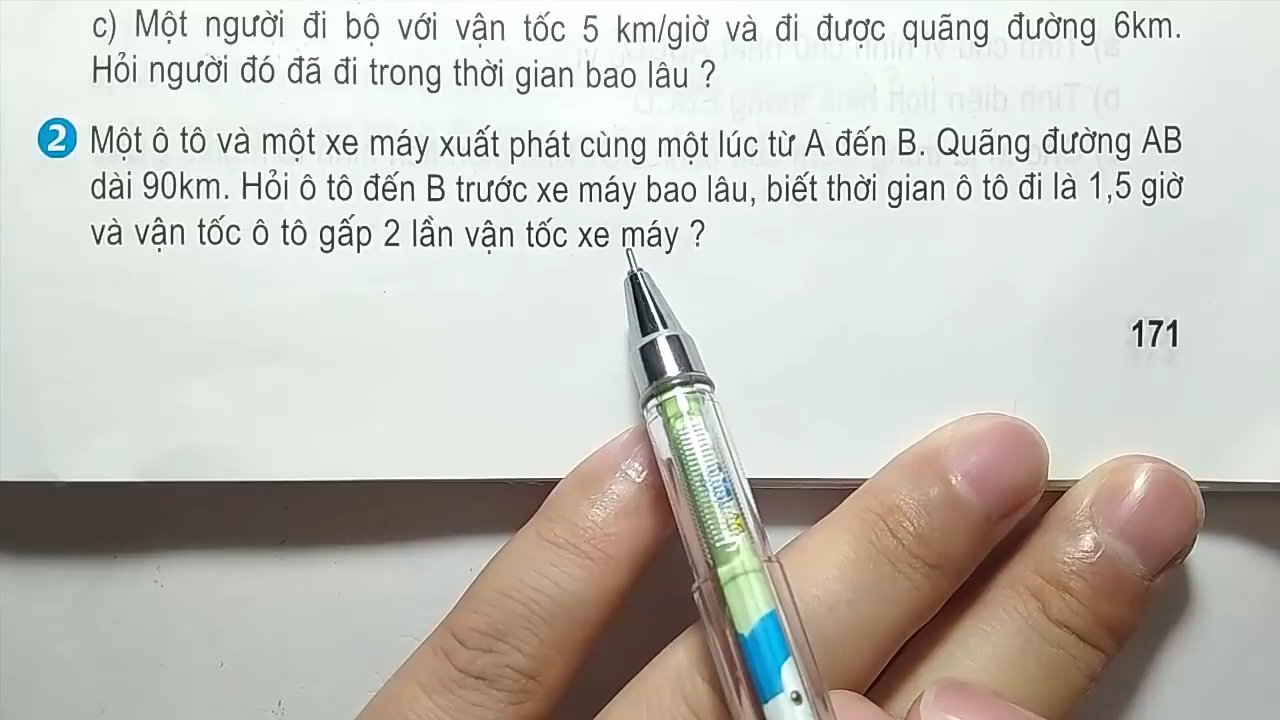 c) Một người đi bộ với vận tốc 5 km/giờ và đi được quãng đường 6km.
Hỏi người đó đã đi trong thời gian bao lâu ?
2 Một ô tô và một xe máy xuất phát cùng một lúc từ A đến B. Quãng đường AB
dài 90km. Hỏi ô tô đến B trước xe máy bao lâu, biết thời gian ô tô đi là 1,5 giờ
và vận tốc ô tô gấp 2 lần vận tốc xe máy ?
171